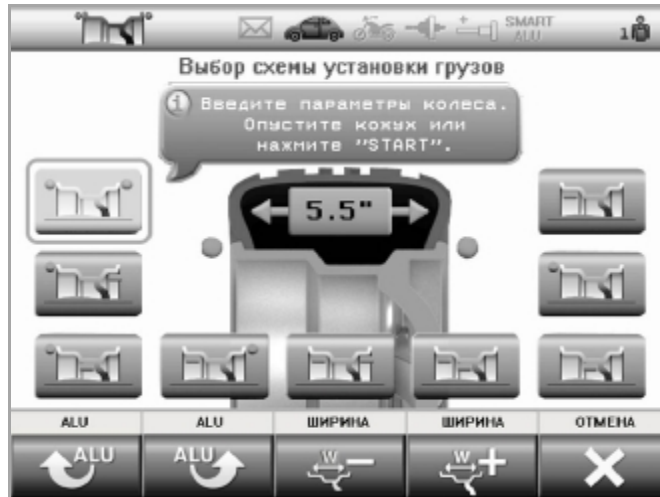 SMART
ALU
1
Выбор схемы установки грузов
Введите параметры колеса.
Опустите кожух или
нажмите "START".
5.5"
ALU
ALU
ШИРИНА
ШИРИНА
ОТМЕНА
ALU
ALU
W
W